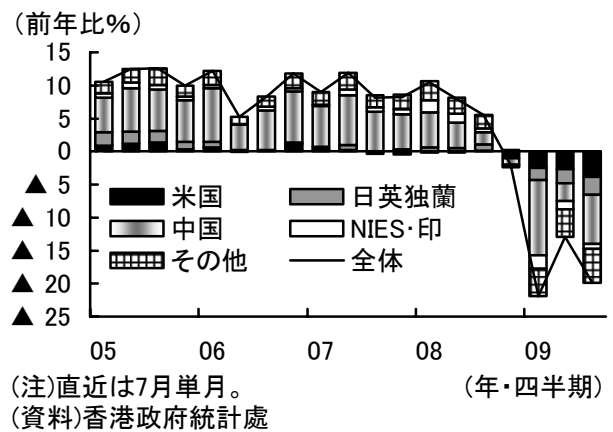 (前年比%)
15
10
5
0
▲ 5
▲ 10
▲ 15
▲ 20
▲ 25
米国 日英独蘭
中国 NIES・印
その他 全体
05 06 07 08 09
(注)直近は7月単月。 (年・四半期)
(資料)香港政府統計處